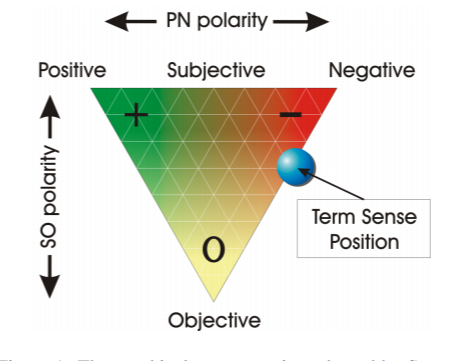 PN polarity
Positive Subjective Negative
+ −
SO polarity
Term Sense
Position
O
Objective